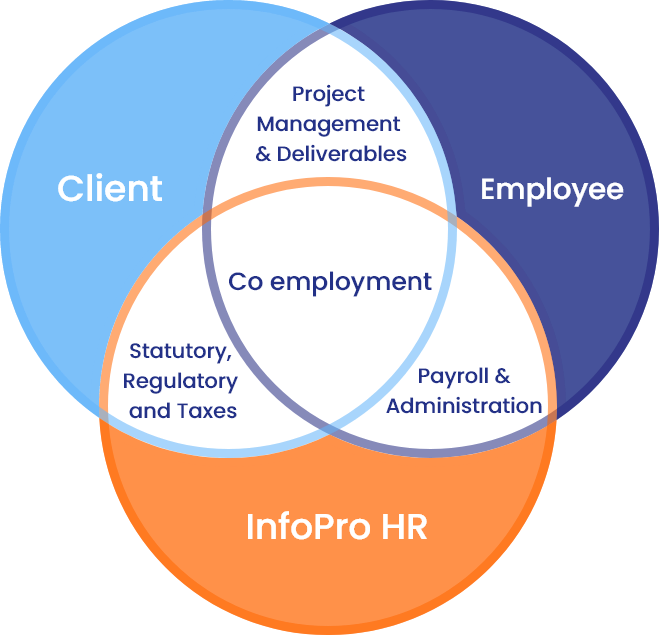 Project
Management
& Deliverables
Client
Employee
Co employment
Statutory,
Regulatory
and Taxes
Payroll &
Administration
InfoPro HR